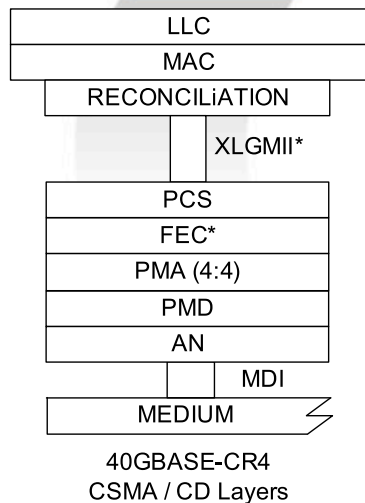 LLC
MAC
RECONCILiATION
XLGMII*
PCS
FEC*
PMA (4:4)
PMD
AN
MDI
MEDIUM
40GBASE-CR4
CSMA / CD Layers